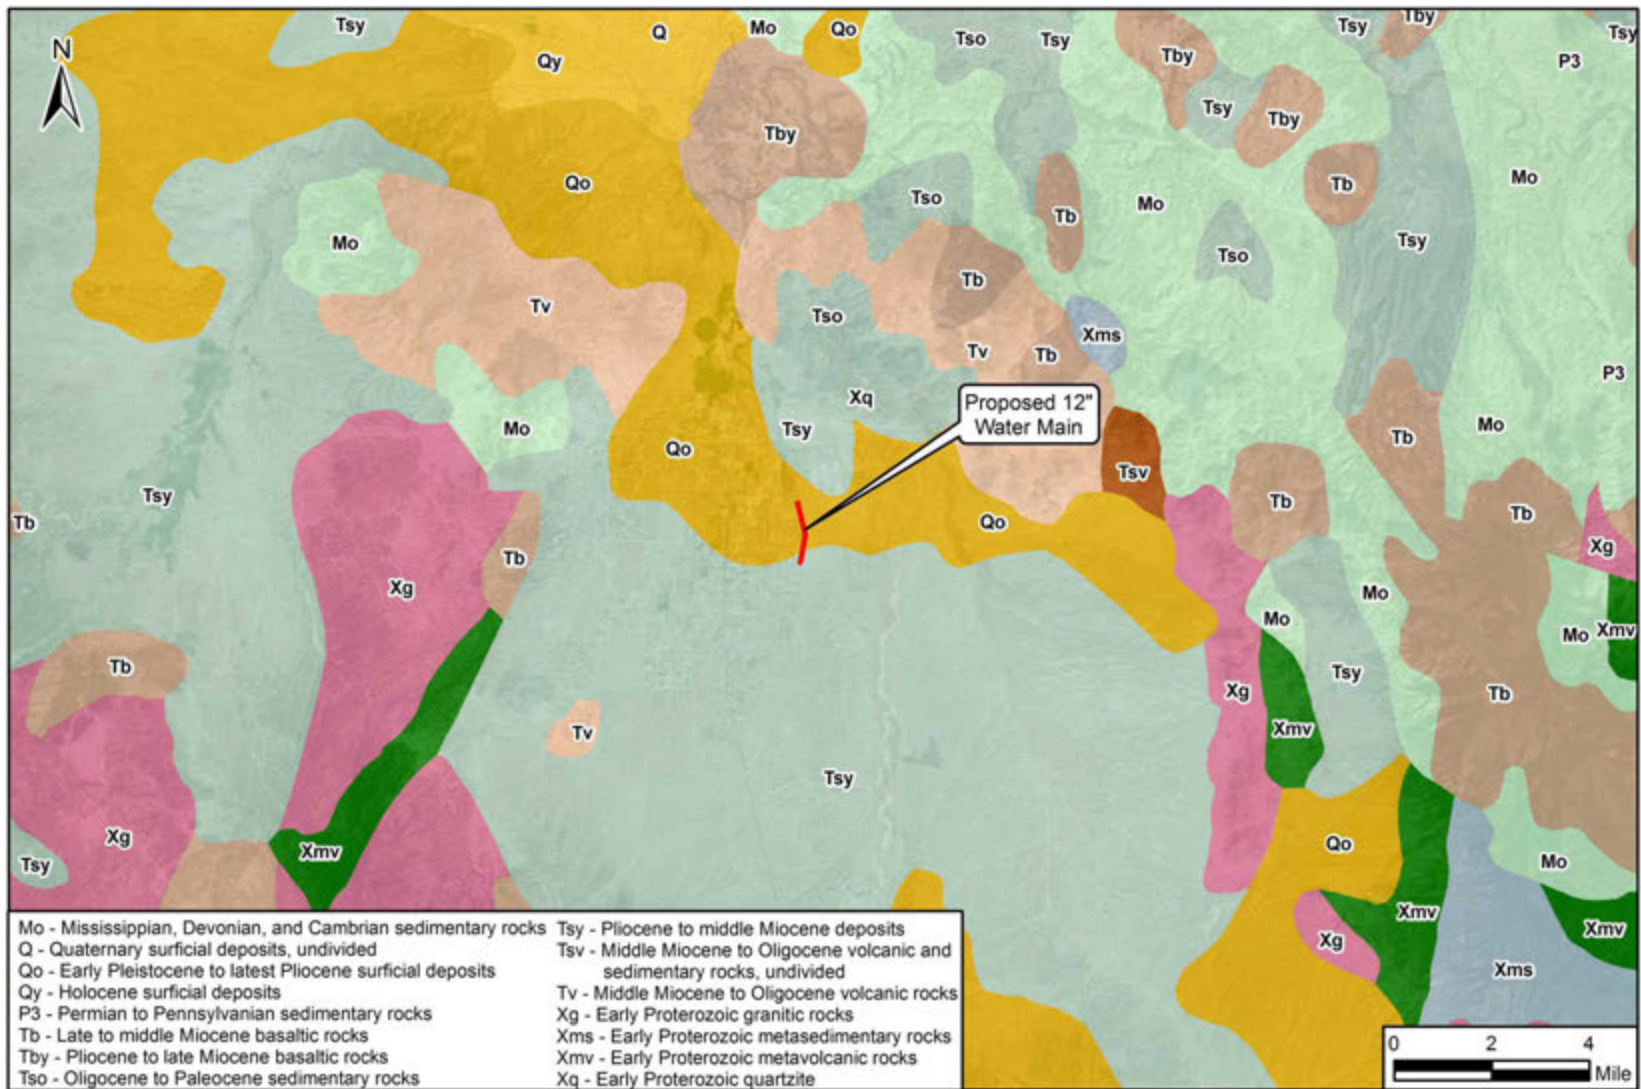 Tsy
Q
Mo
Qo
Tso
Tsy
Tsy
Tby
Tsy
N
Qy
Tby
P3
Tsy
Tby
Tby
Qo
Tso
Tb
Mo
Tb
Mo
Mo
Tb
Tso
Tsy
Tv
Tso
Xms
Tv
Tb
P3
Xq
Proposed 12"
Water Main
Mo
Tsy
Mo
Qo
Tb
Tsv
Tsy
Tb
Tb
Tb
Qo
Xg
Tb
Xg
Mo
Mo
Mo
Xmv
Tb
Tsy
Xg
Tb
Tv
Xmv
Tsy
Xg
Xmv
Qo
Tsy
Mo
Xmv
Xmv
Xg
Xms
Mo - Mississippian, Devonian, and Cambrian sedimentary rocks
Q - Quaternary surficial deposits, undivided
Qo - Early Pleistocene to latest Pliocene surficial deposits
Qy - Holocene surficial deposits
P3 - Permian to Pennsylvanian sedimentary rocks
Tb - Late to middle Miocene basaltic rocks
Tby - Pliocene to late Miocene basaltic rocks
Tso - Oligocene to Paleocene sedimentary rocks
Tsy - Pliocene to middle Miocene deposits
Tsv - Middle Miocene to Oligocene volcanic and
sedimentary rocks, undivided
Tv - Middle Miocene to Oligocene volcanic rocks
Xg - Early Proterozoic granitic rocks
Xms - Early Proterozoic metasedimentary rocks
Xmv - Early Proterozoic metavolcanic rocks
Xq - Early Proterozoic quartzite
0 2 4
Mile